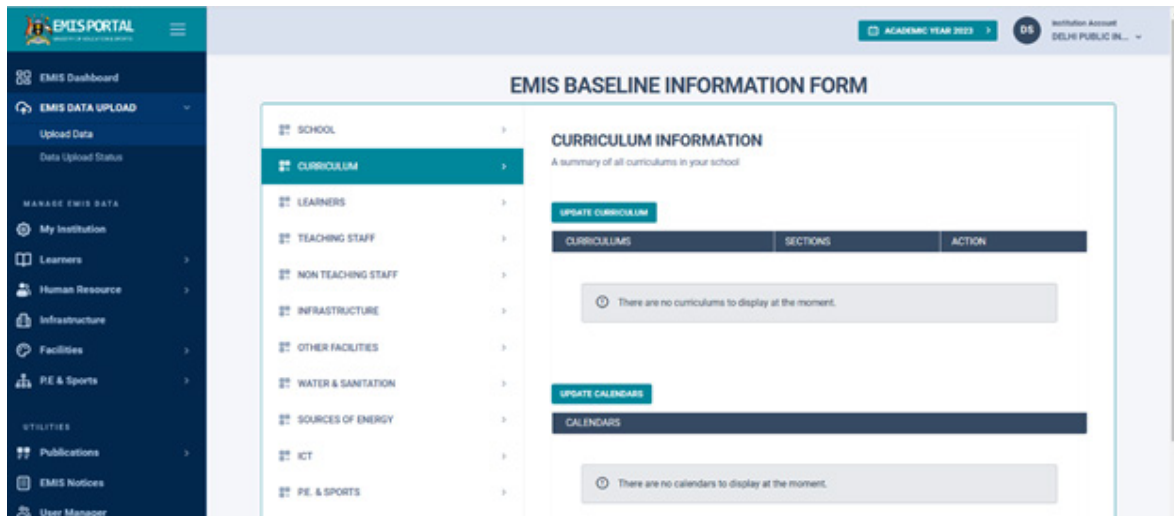 EMIS PORTAL
MINISTRY OF EDUCATION & SPORTS
ACADEMIC YEAR 2023
DS
Institution Account
DELHI PUBLIC IN...
EMIS Dashboard
EMIS DATA UPLOAD
Upload Data
Data Upload Status
MANAGE EMIS DATA
My Institution
Learners
Human Resource
Infrastructure
Facilities
P.E & Sports
UTILITIES
Publications
EMIS Notices
User Manager
EMIS BASELINE INFORMATION FORM
SCHOOL
CURRICULUM
LEARNERS
TEACHING STAFF
NON TEACHING STAFF
INFRASTRUCTURE
OTHER FACILITIES
WATER & SANITATION
SOURCES OF ENERGY
ICT
P.E. & SPORTS
CURRICULUM INFORMATION
A summary of all curriculums in your school
UPDATE CURRICULUM
CURRICULUMS SECTIONS ACTION
There are no curriculums to display at the moment.
UPDATE CALENDARS
CALENDARS
There are no calendars to display at the moment.